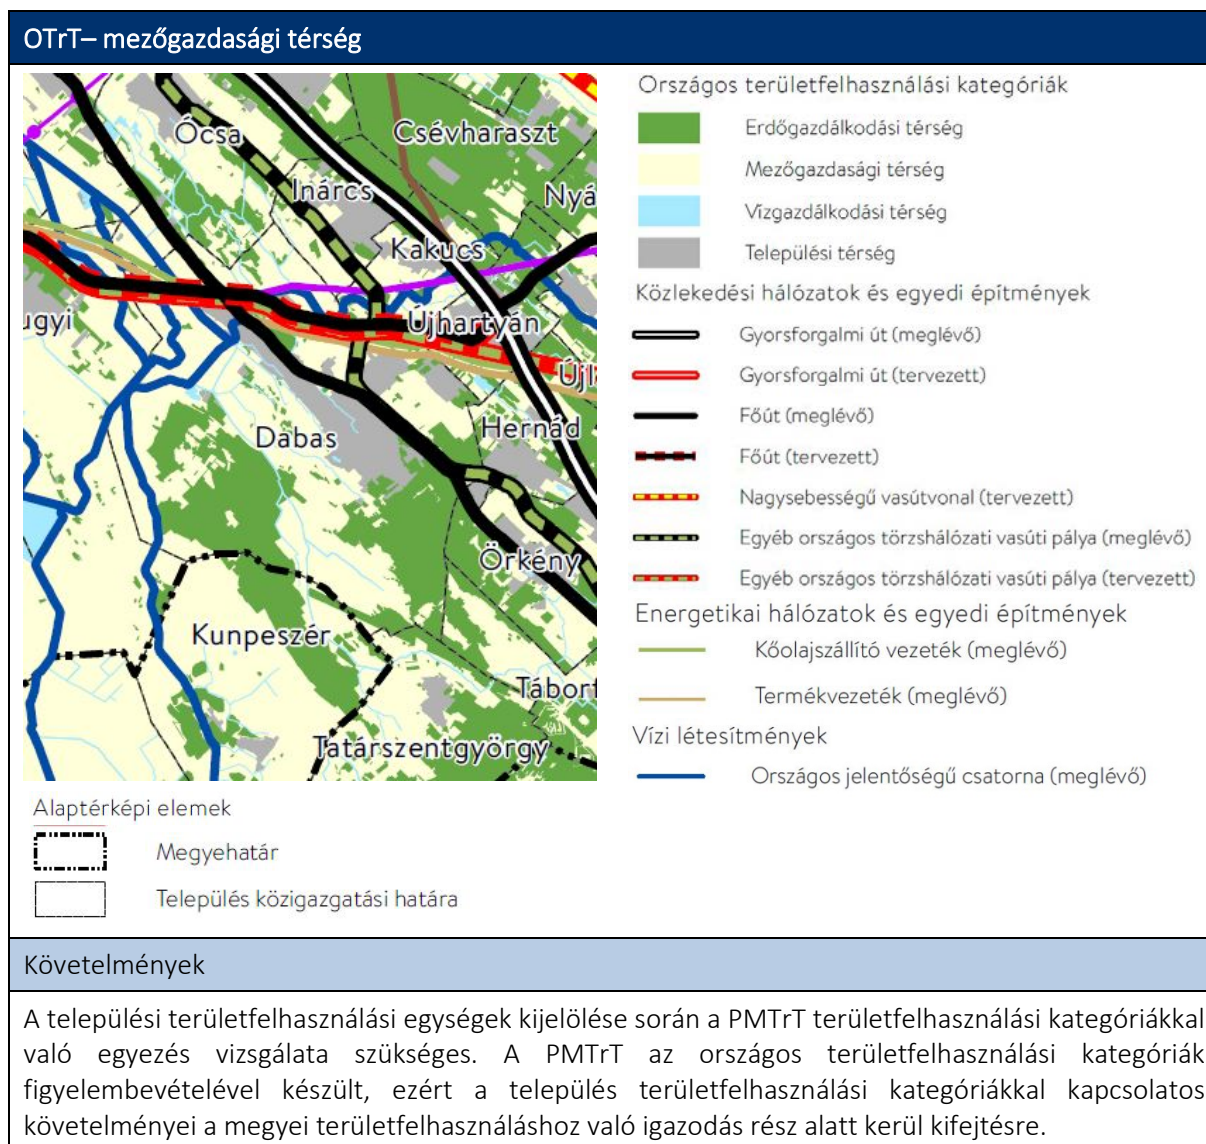 OTrT– mezőgazdasági térség
Ócsa
Csévharaszt
Inárcs
Nyá
Kakucs
ugyi
Újhartyán
Újl
Dabas
Hernád
Örkény
Kunpeszér
Táborf
Tatárszentgyörgy
Országos területfelhasználási kategóriák
Erdőgazdálkodási térség
Mezőgazdasági térség
Vízgazdálkodási térség
Települési térség
Közlekedési hálózatok és egyedi építmények
Gyorsforgalmi út (meglévő)
Gyorsforgalmi út (tervezett)
Főút (meglévő)
Főút (tervezett)
Nagysebességű vasútvonal (tervezett)
Egyéb országos törzshálózati vasúti pálya (meglévő)
Egyéb országos törzshálózati vasúti pálya (tervezett)
Energetikai hálózatok és egyedi építmények
Kőolajszállító vezeték (meglévő)
Termékvezeték (meglévő)
Vízi létesítmények
Országos jelentőségű csatorna (meglévő)
Alaptérképi elemek
Megyehatár
Település közigazgatási határa
Követelmények
A települési területfelhasználási egységek kijelölése során a PMTrT területfelhasználási kategóriákkal
való egyezés vizsgálata szükséges. A PMTrT az országos területfelhasználási kategóriák
figyelembevételével készült, ezért a település területfelhasználási kategóriákkal kapcsolatos
követelményei a megyei területfelhasználáshoz való igazodás rész alatt kerül kifejtésre.